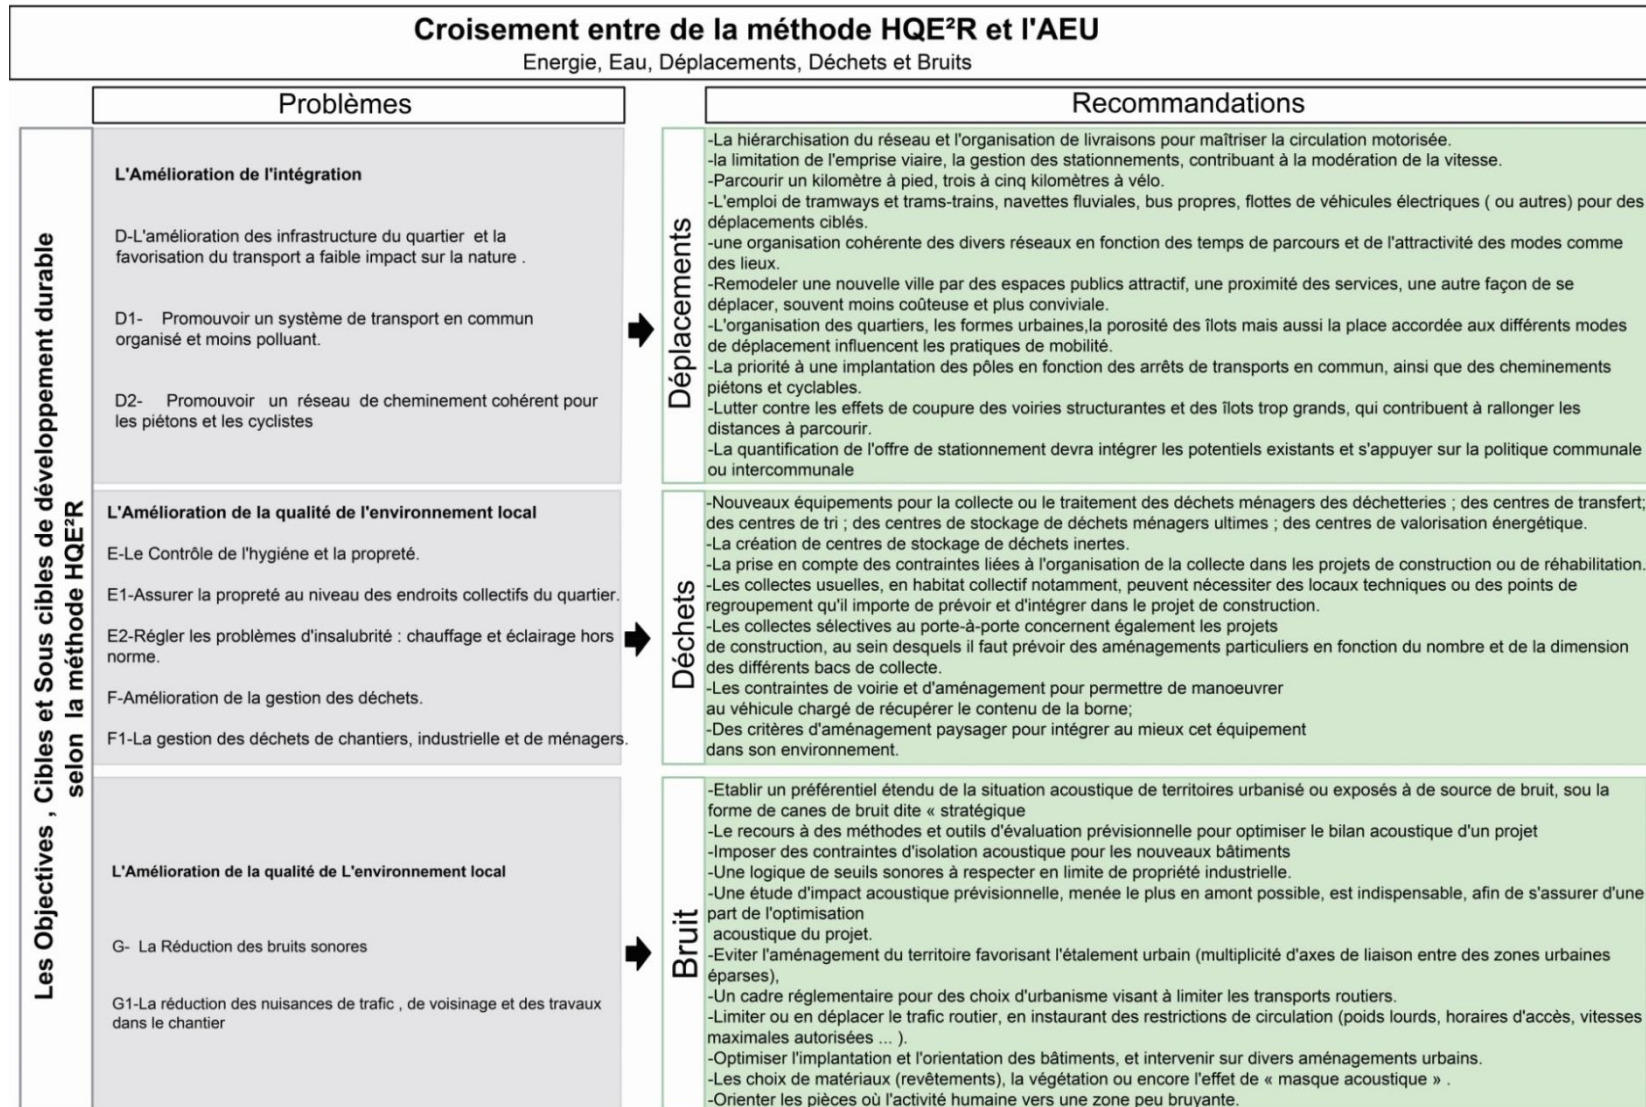 Croisement entre de la méthode HQE²R et l'AEU
Energie, Eau, Déplacements, Déchets et Bruits
Problèmes
Recommandations
Les Objectives , Cibles et Sous cibles de développement durable
selon la méthode HQE²R
L'Amélioration de l'intégration
D-L'amélioration des infrastructure du quartier et la
favorisation du transport a faible impact sur la nature .
D1- Promouvoir un système de transport en commun
organisé et moins polluant.
D2- Promouvoir un réseau de cheminement cohérent pour
les piétons et les cyclistes
Déplacements
-La hiérarchisation du réseau et l'organisation de livraisons pour maîtriser la circulation motorisée.
-la limitation de l'emprise viaire, la gestion des stationnements, contribuant à la modération de la vitesse.
-Parcourir un kilomètre à pied, trois à cinq kilomètres à vélo.
-L'emploi de tramways et trams-trains, navettes fluviales, bus propres, flottes de véhicules électriques ( ou autres) pour des
déplacements ciblés.
-une organisation cohérente des divers réseaux en fonction des temps de parcours et de l'attractivité des modes comme
des lieux.
-Remodeler une nouvelle ville par des espaces publics attractif, une proximité des services, une autre façon de se
déplacer, souvent moins coûteuse et plus conviviale.
-L'organisation des quartiers, les formes urbaines,la porosité des îlots mais aussi la place accordée aux différents modes
de déplacement influencent les pratiques de mobilité.
-La priorité à une implantation des pôles en fonction des arrêts de transports en commun, ainsi que des cheminements
piétons et cyclables.
-Lutter contre les effets de coupure des voiries structurantes et des îlots trop grands, qui contribuent à rallonger les
distances à parcourir.
-La quantification de l'offre de stationnement devra intégrer les potentiels existants et s'appuyer sur la politique communale
ou intercommunale
L'Amélioration de la qualité de l'environnement local
E-Le Contrôle de l'hygiéne et la propreté.
E1-Assurer la propreté au niveau des endroits collectifs du quartier.
E2-Régler les problèmes d'insalubrité : chauffage et éclairage hors
norme.
F-Amélioration de la gestion des déchets.
F1-La gestion des déchets de chantiers, industrielle et de ménagers.
Déchets
-Nouveaux équipements pour la collecte ou le traitement des déchets ménagers des déchetteries ; des centres de transfert;
des centres de tri ; des centres de stockage de déchets ménagers ultimes ; des centres de valorisation énergétique.
-La création de centres de stockage de déchets inertes.
-La prise en compte des contraintes liées à l'organisation de la collecte dans les projets de construction ou de réhabilitation.
-Les collectes usuelles, en habitat collectif notamment, peuvent nécessiter des locaux techniques ou des points de
regroupement qu'il importe de prévoir et d'intégrer dans le projet de construction.
-Les collectes sélectives au porte-à-porte concernent également les projets
de construction, au sein desquels il faut prévoir des aménagements particuliers en fonction du nombre et de la dimension
des différents bacs de collecte.
-Les contraintes de voirie et d'aménagement pour permettre de manoeuvrer
au véhicule chargé de récupérer le contenu de la borne;
-Des critères d'aménagement paysager pour intégrer au mieux cet équipement
dans son environnement.
L'Amélioration de la qualité de L'environnement local
G- La Réduction des bruits sonores
G1-La réduction des nuisances de trafic , de voisinage et des travaux
dans le chantier
Bruit
-Etablir un préférentiel étendu de la situation acoustique de territoires urbanisé ou exposés à de source de bruit, sou la
forme de canes de bruit dite « stratégique
-Le recours à des méthodes et outils d'évaluation prévisionnelle pour optimiser le bilan acoustique d'un projet
-Imposer des contraintes d'isolation acoustique pour les nouveaux bâtiments
-Une logique de seuils sonores à respecter en limite de propriété industrielle.
-Une étude d'impact acoustique prévisionnelle, menée le plus en amont possible, est indispensable, afin de s'assurer d'une
part de l'optimisation
acoustique du projet.
-Eviter l'aménagement du territoire favorisant l'étalement urbain (multiplicité d'axes de liaison entre des zones urbaines
éparses),
-Un cadre réglementaire pour des choix d'urbanisme visant à limiter les transports routiers.
-Limiter ou en déplacer le trafic routier, en instaurant des restrictions de circulation (poids lourds, horaires d'accès, vitesses
maximales autorisées ... ).
-Optimiser l'implantation et l'orientation des bâtiments, et intervenir sur divers aménagements urbains.
-Les choix de matériaux (revêtements), la végétation ou encore l'effet de « masque acoustique » .
-Orienter les pièces où l'activité humaine vers une zone peu bruyante.